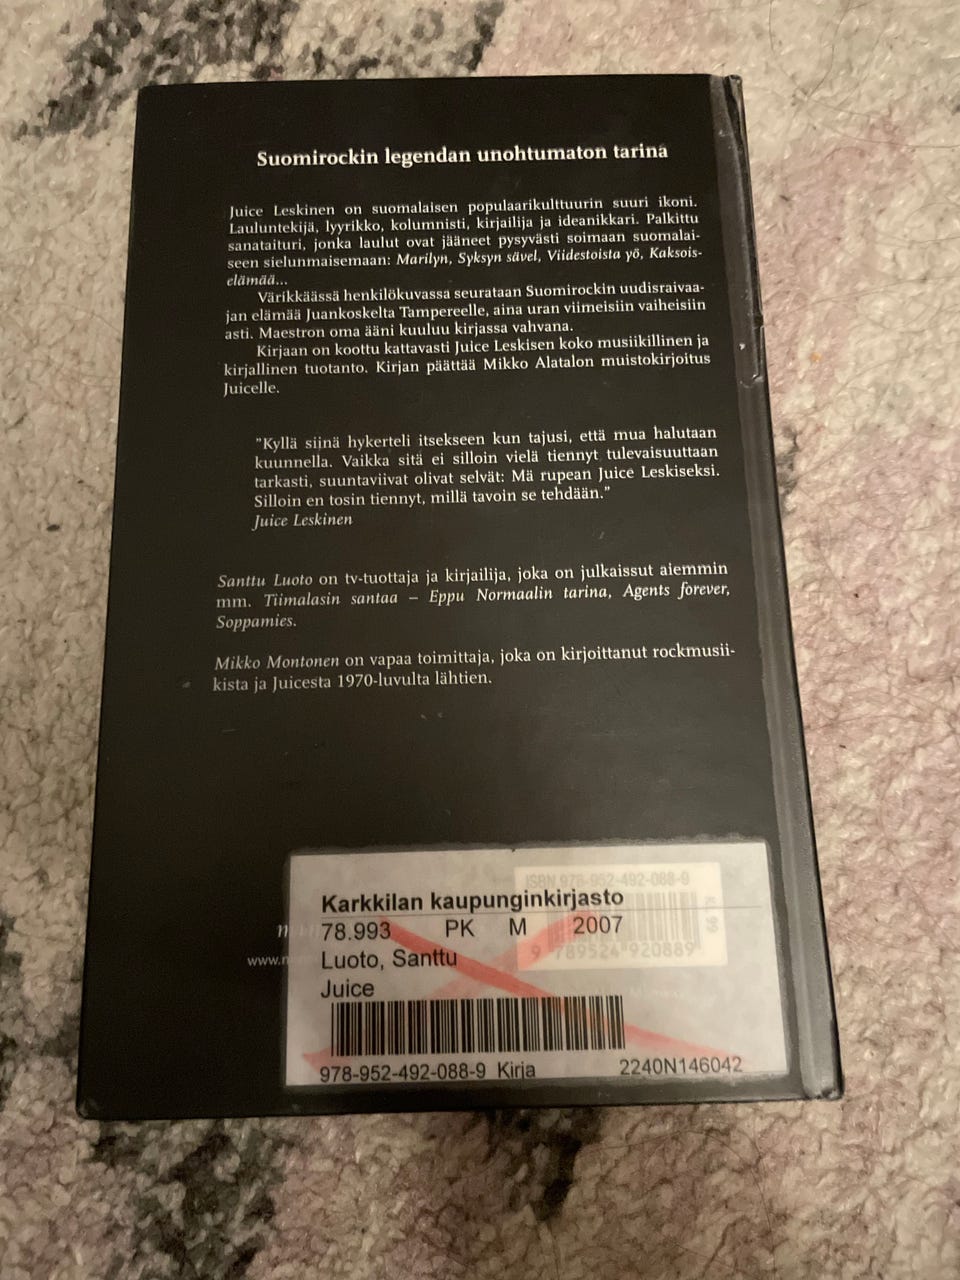 Suomirockin legendan unohtumaton tarina
Juice Leskinen on suomalaisen populaarikulttuurin suuri ikoni.
Lauluntekijä, lyyrikko, kolumnisti, kirjailija ja ideanikkari. Palkittu
sanataituri, jonka laulut ovat jääneet pysyvästi soimaan suomalai-
seen sielunmaisemaan: Marilyn, Syksyn sävel, Viidestoista yö, Kaksois-
elämää...
Värikkäässä henkilökuvassa seurataan Suomirockin uudisraivaa-
jan elämää Juankoskelta Tampereelle, aina uran viimeisiin vaiheisiin
asti. Maestron oma ääni kuuluu kirjassa vahvana.
Kirjaan on koottu kattavasti Juice Leskisen koko musiikillinen ja
kirjallinen tuotanto. Kirjan päättää Mikko Alatalon muistokirjoitus
Juicelle.
"Kyllä siinä hykerteli itsekseen kun tajusi, että mua halutaan
kuunnella. Vaikka sitä ei silloin vielä tiennyt tulevaisuuttaan
tarkasti, suuntaviivat olivat selvät: Mä rupean Juice Leskiseksi.
Silloin en tosin tiennyt, millä tavoin se tehdään."
Juice Leskinen
Santtu Luoto on tv-tuottaja ja kirjailija, joka on julkaissut aiemmin
mm. Tiimalasin santaa – Eppu Normaalin tarina, Agents forever,
Soppamies.
Mikko Montonen on vapaa toimittaja, joka on kirjoittanut rockmusii-
kista ja Juicesta 1970-luvulta lähtien.
ISBN 978-952-492-088-9
Karkkilan kaupunginkirjasto
78.993 PK M 2007
9 789524 920889
www.
Luoto, Santtu
Juice
978-952-492-088-9 Kirja 2240N146042